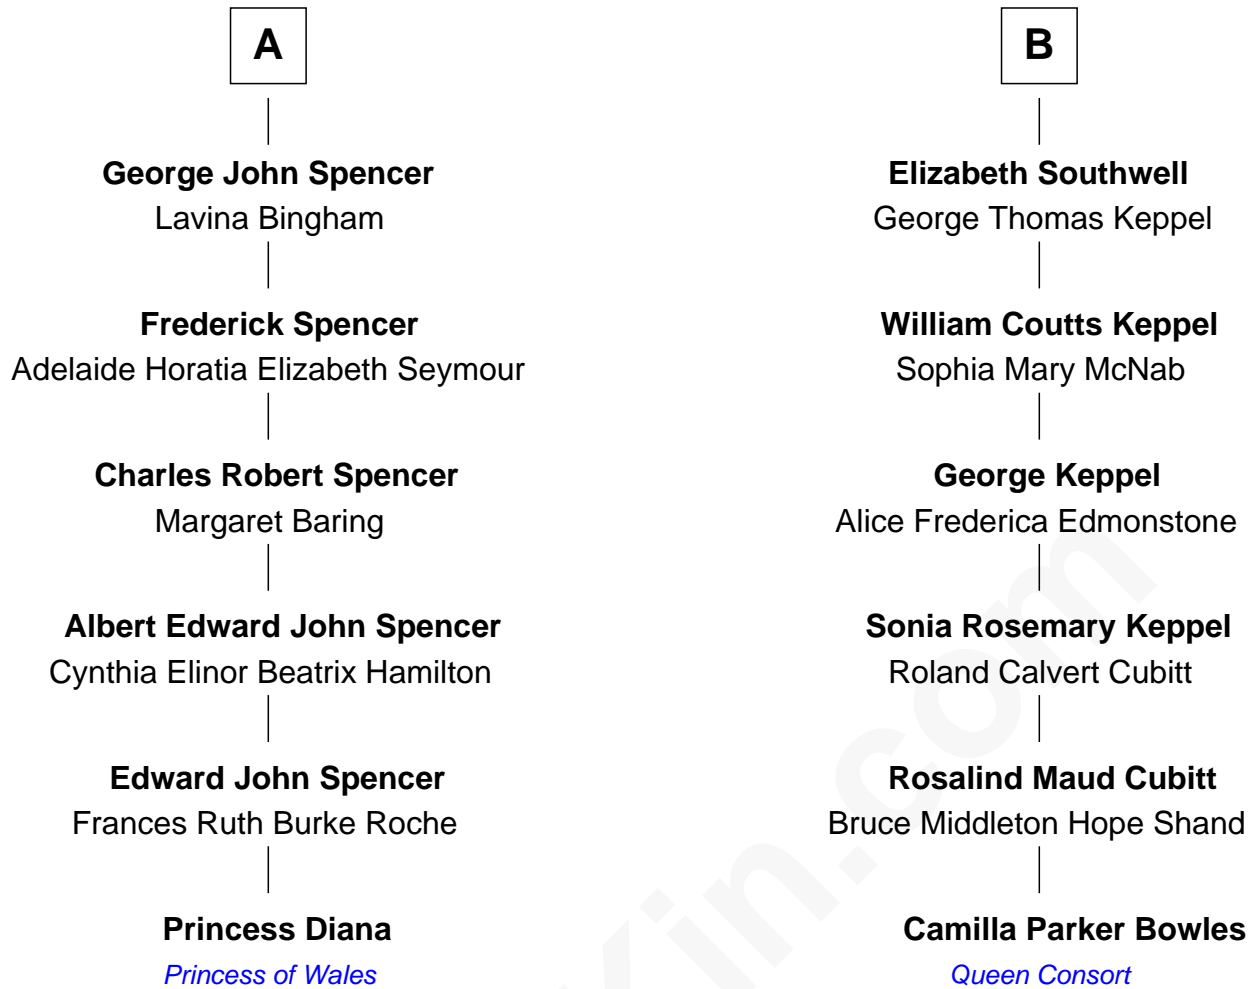 A
George John Spencer
Lavina Bingham
Frederick Spencer
Adelaide Horatia Elizabeth Seymour
Charles Robert Spencer
Margaret Baring
Albert Edward John Spencer
Cynthia Elinor Beatrix Hamilton
Edward John Spencer
Frances Ruth Burke Roche
Princess Diana
Princess of Wales
B
Elizabeth Southwell
George Thomas Keppel
William Coutts Keppel
Sophia Mary McNab
George Keppel
Alice Frederica Edmonstone
Sonia Rosemary Keppel
Roland Calvert Cubitt
Rosalind Maud Cubitt
Bruce Middleton Hope Shand
Camilla Parker Bowles
Queen Consort
Kin.com